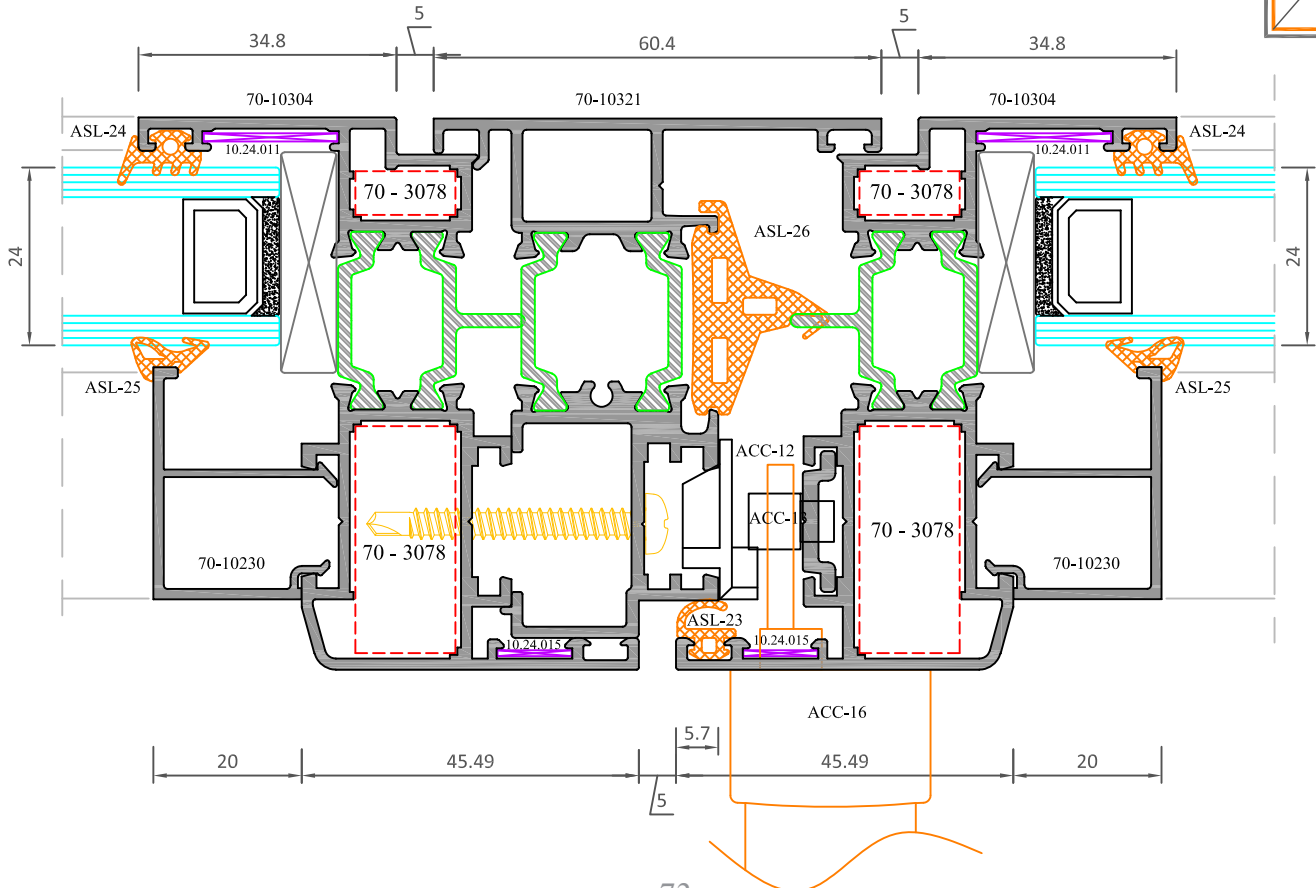 5 5
34.8 60.4 34.8
70-10304 70-10321 70-10304
ASL-24 ASL-24
10.24.011 10.24.011
70 - 3078 70 - 3078
ASL-26
24 24
ASL-25 ASL-25
ACC-12
ACC-13
70 - 3078 70 - 3078
70-10230 70-10230
ASL-23
10.24.015 10.24.015
ACC-16
5.7
20 45.49 45.49 20
5